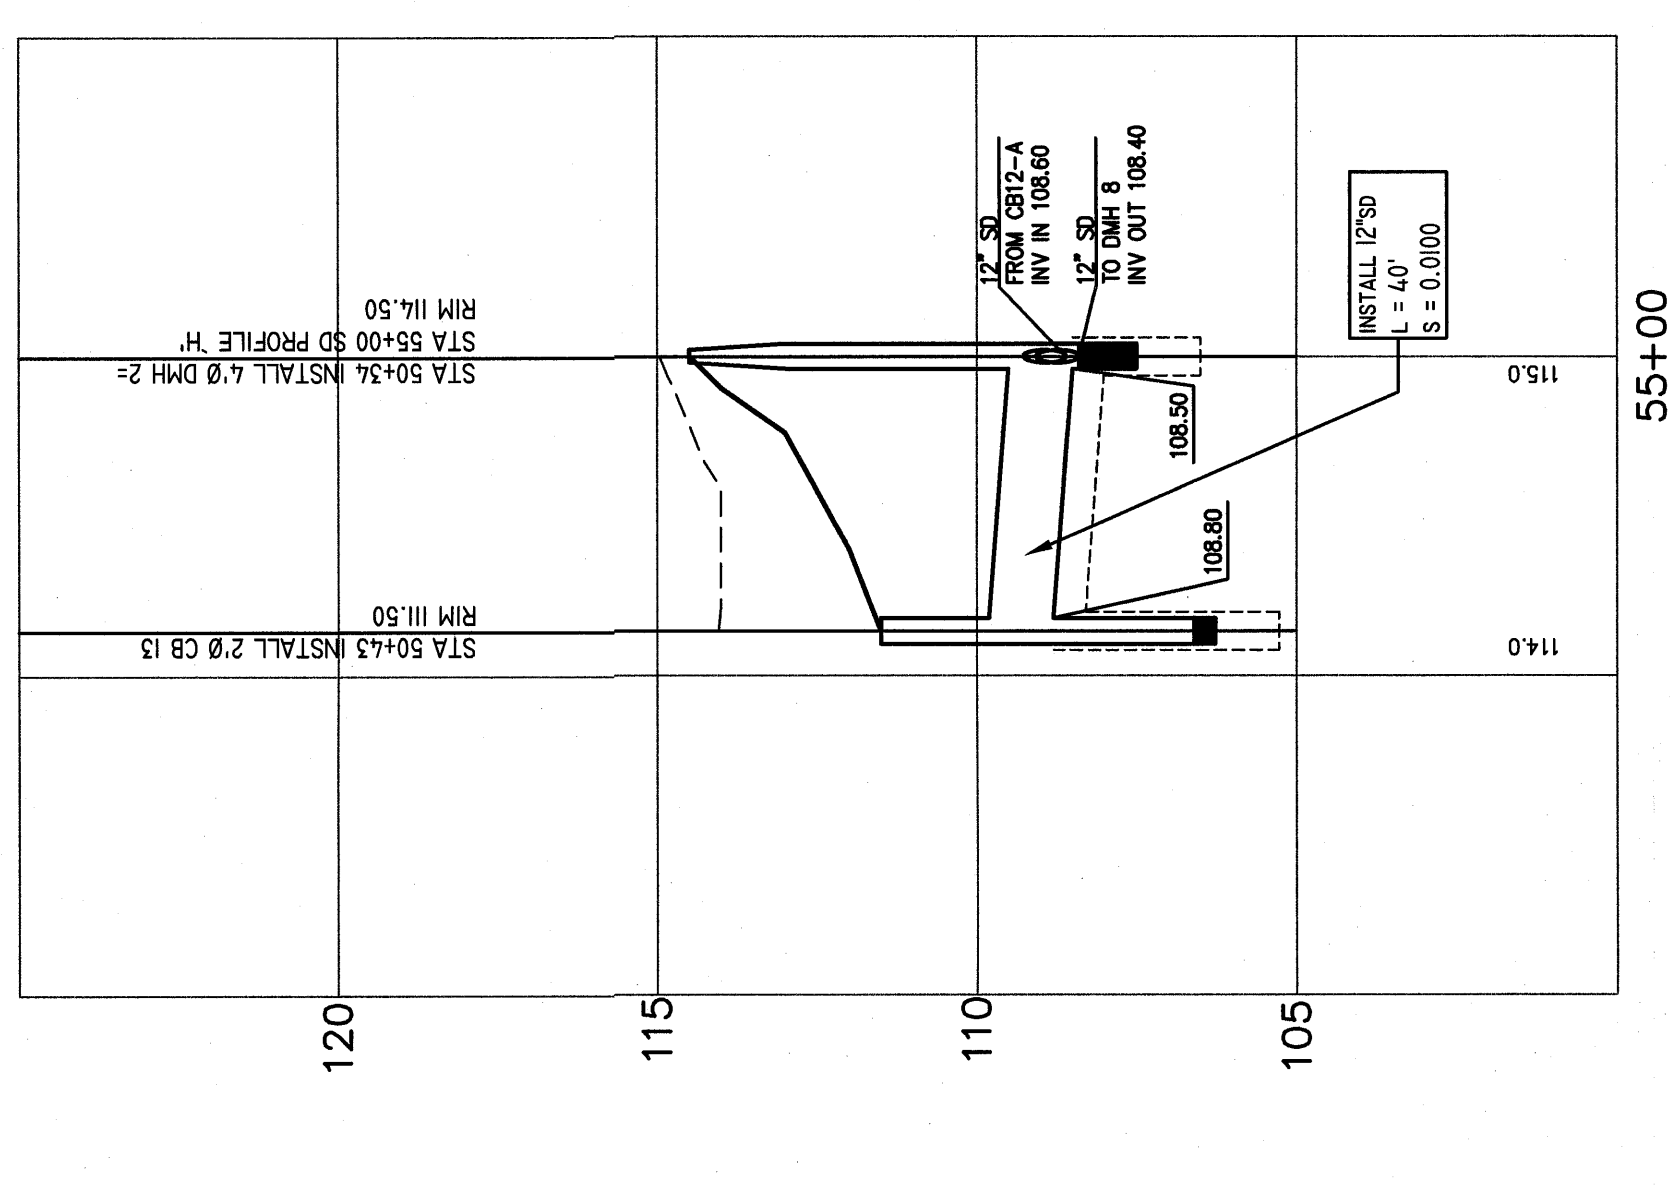 STA 50+43 INSTALL 2'Ø CB 13
RIM 111.50
STA 50+34 INSTALL 4'Ø DMH 2=
STA 55+00 SD PROFILE `H'
RIM 114.50
12" SD
FROM CB12-A
INV IN 108.60
12" SD
TO DMH 8
INV OUT 108.40
108.50
108.80
INSTALL 12"SD
L = 40'
S = 0.0100
120
115
110
105
114.0
115.0
55+00